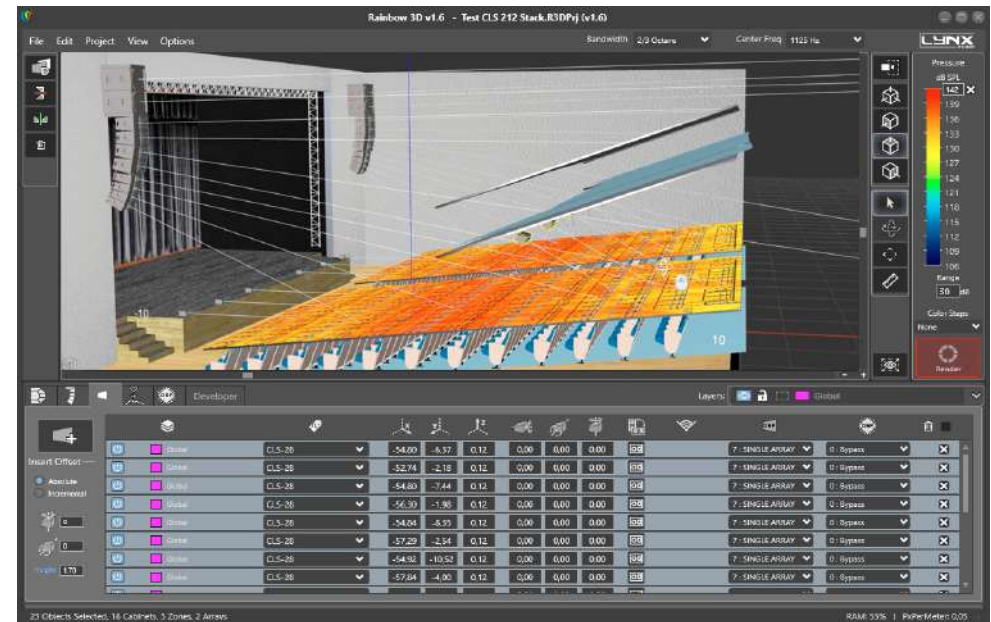 Rainbow 3D v1.6 - Test CLS 212 Stack.R3DPrj (v1.6)
File Edit Project View Options
Bandwidth 2/3 Octave Center Freq 1125 Hz
LYNX
Pressure
dB SPL
142
139
136
133
130
127
124
121
118
115
112
109
106
Range
36 dB
Color Steps
None
Render
-10
10
DSP Developer Layers: Global
Insert Offset
Absolute
Incremental
0
0
Height 1.70
Global CLS-28 -54,80 -6,37 0,12 0,00 0,00 0,00 7 : SINGLE ARRAY 0 : Bypass
Global CLS-28 -52,74 -2,18 0,12 0,00 0,00 0,00 7 : SINGLE ARRAY 0 : Bypass
Global CLS-28 -54,80 -7,44 0,12 0,00 0,00 0,00 7 : SINGLE ARRAY 0 : Bypass
Global CLS-28 -56,30 -1,98 0,12 0,00 0,00 0,00 7 : SINGLE ARRAY 0 : Bypass
Global CLS-28 0,12 0,00 0,00 0,00 7 : SINGLE ARRAY 0 : Bypass
Global CLS-28 -57,29 -2,54 0,12 0,00 0,00 0,00 7 : SINGLE ARRAY 0 : Bypass
Global CLS-28 -54,92 -10,52 0,12 0,00 0,00 0,00 7 : SINGLE ARRAY 0 : Bypass
Global CLS-28 -57,84 -4,00 0,12 0,00 0,00 0,00 7 : SINGLE ARRAY 0 : Bypass
Objects Selected, 16 Cabinets, 5 Zones, 2 Arrays
RAM: 55% | PxPerMeter: 0,05